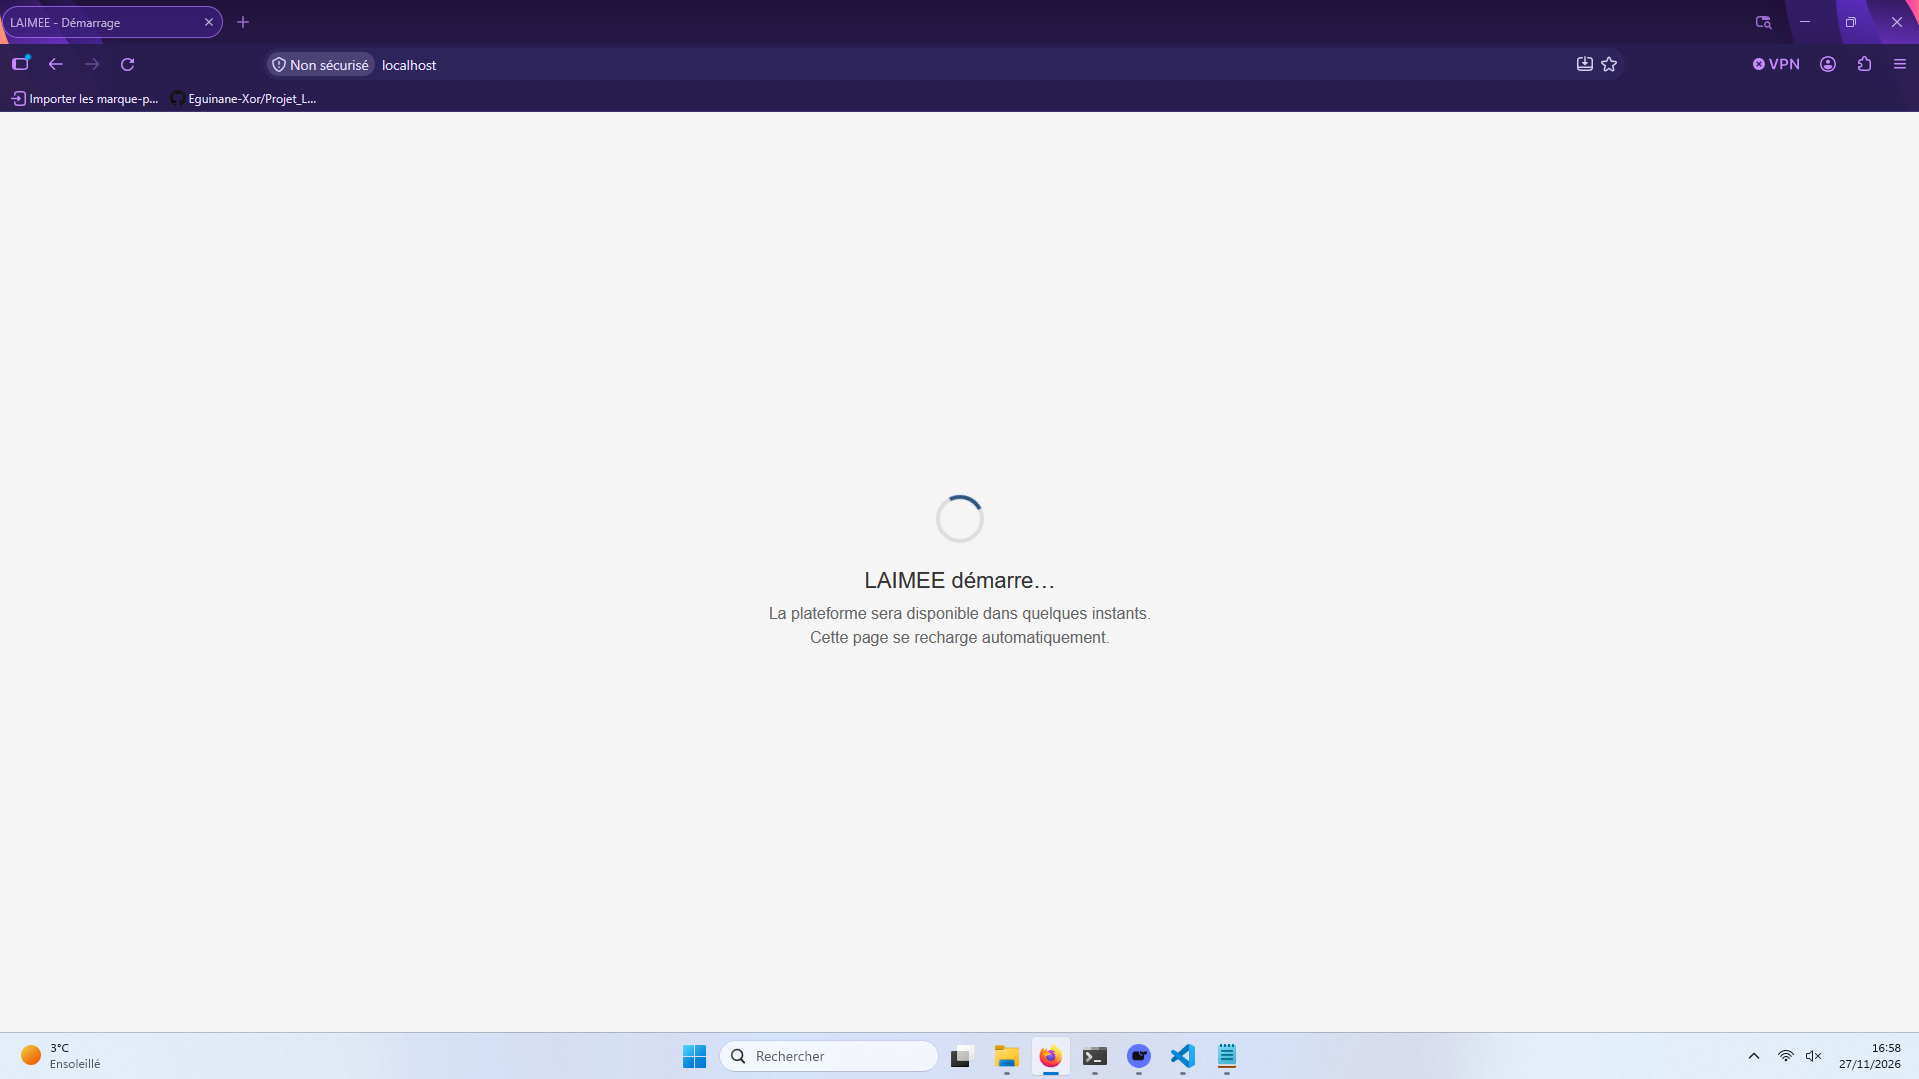 LAIMEE - Démarrage
Non sécurisé localhost
VPN
Importer les marque-p...
Eguinane-Xor/Projet_L...
LAIMEE démarre…
La plateforme sera disponible dans quelques instants.
Cette page se recharge automatiquement.
3°C
Ensoleillé
Rechercher
16:58
27/11/2026